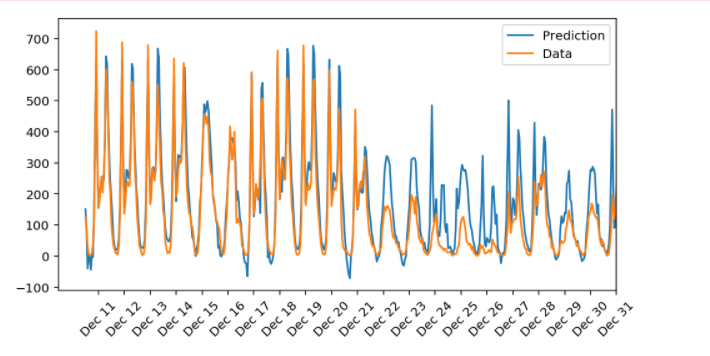 Prediction
Data
700
600
500
400
300
200
100
0
−100
Dec 11
Dec 12
Dec 13
Dec 14
Dec 15
Dec 16
Dec 17
Dec 18
Dec 19
Dec 20
Dec 21
Dec 22
Dec 23
Dec 24
Dec 25
Dec 26
Dec 27
Dec 28
Dec 29
Dec 30
Dec 31